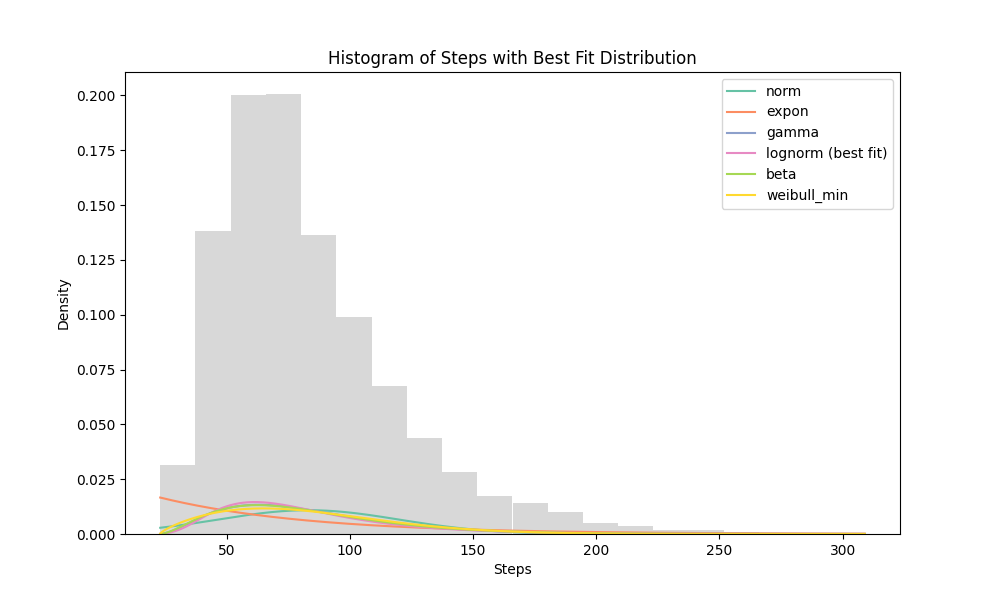 Histogram of Steps with Best Fit Distribution
norm
expon
gamma
lognorm (best fit)
beta
weibull_min
Density
0.200
0.175
0.150
0.125
0.100
0.075
0.050
0.025
0.000
50
100
150
200
250
300
Steps